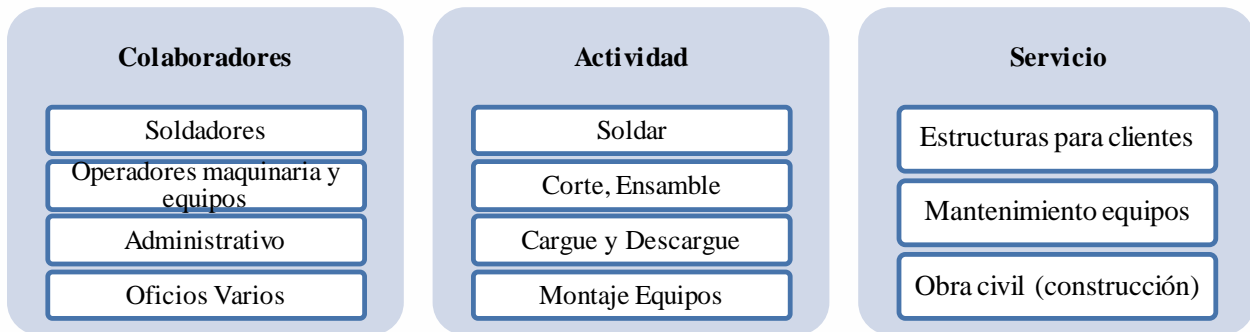 Colaboradores
Soldadores
Operadores maquinaria y
equipos
Administrativo
Oficios Varios
Actividad
Soldar
Corte, Ensamble
Cargue y Descargue
Montaje Equipos
Servicio
Estructuras para clientes
Mantenimiento equipos
Obra civil (construcción)